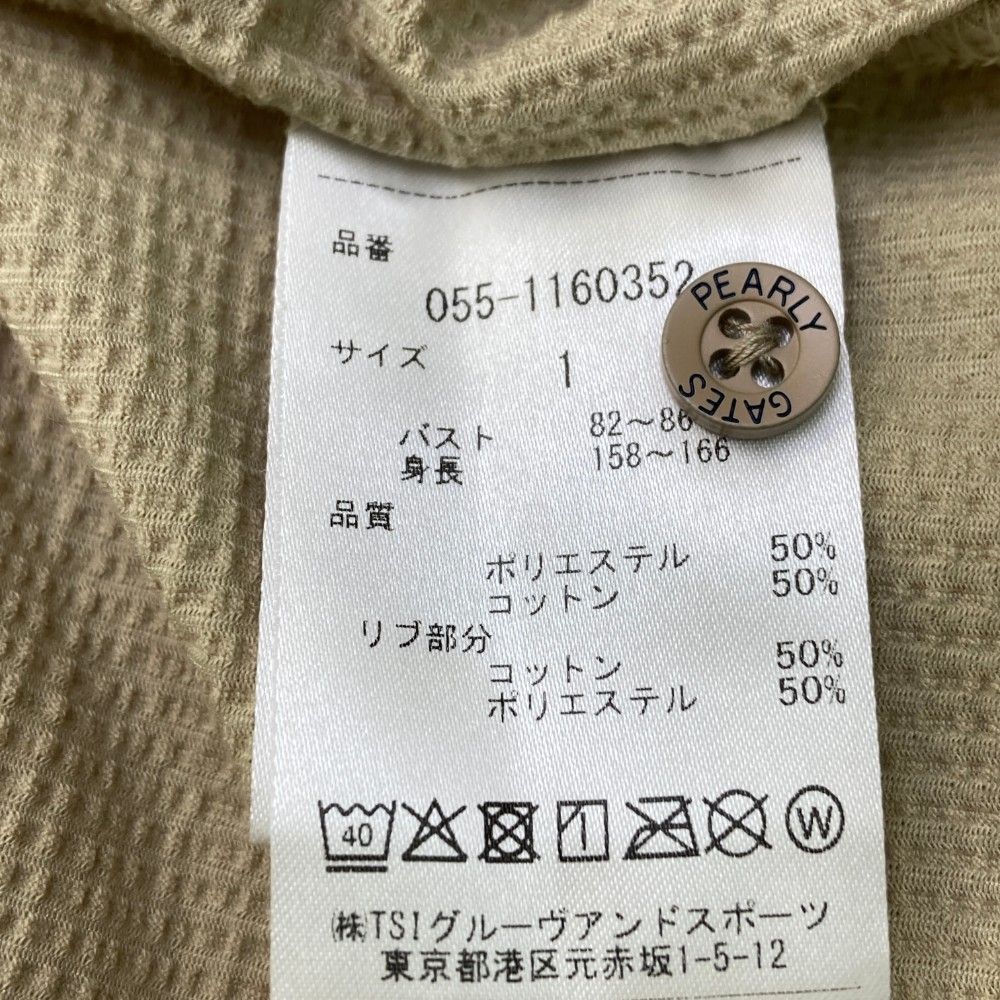 品番
055-1160352
サイズ 1
バスト 82～86
身長 158～166
品質
ポリエステル 50%
コットン 50%
リブ部分
コットン 50%
ポリエステル 50%
40
W
㈱TSIグルーヴアンドスポーツ
東京都港区元赤坂1-5-12
PEARLY
GATES